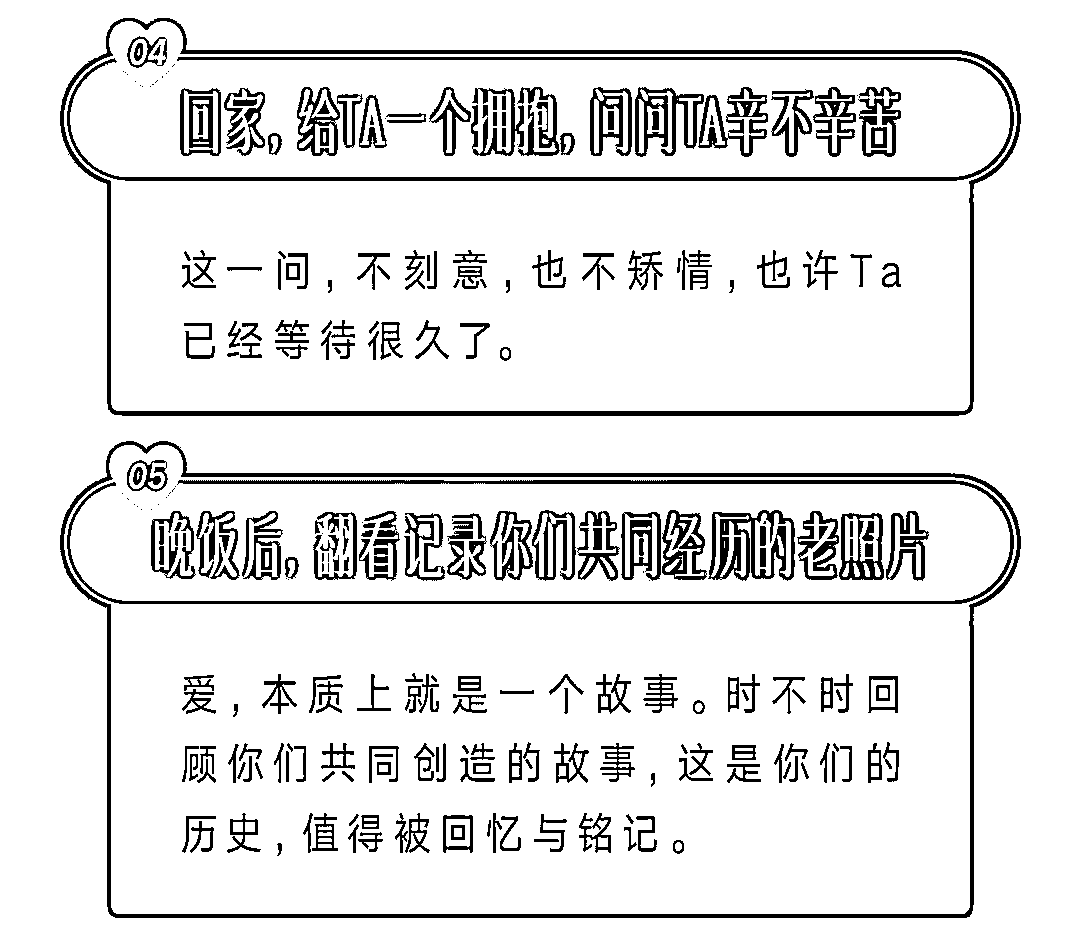 04
回家,给TA一个拥抱,问问TA辛不辛苦
这一问,不刻意,也不矫情,也许Ta
已经等待很久了。
05
晚饭后,翻看记录你们共同经历的老照片
爱,本质上就是一个故事。时不时回
顾你们共同创造的故事,这是你们的
历史,值得被回忆与铭记。